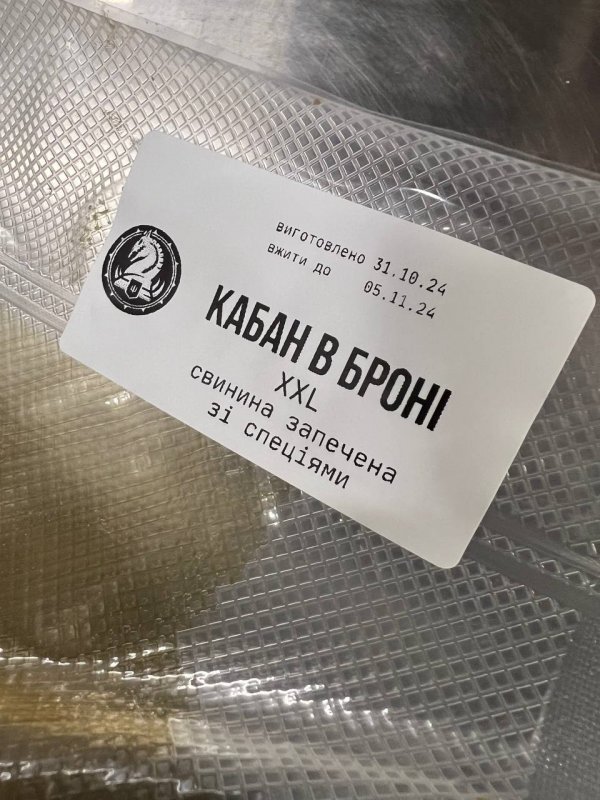 виготовлено 31.10.24
вжити до 05.11.24
КАБАН В БРОНІ
XXL
свинина запечена
зі спеціями